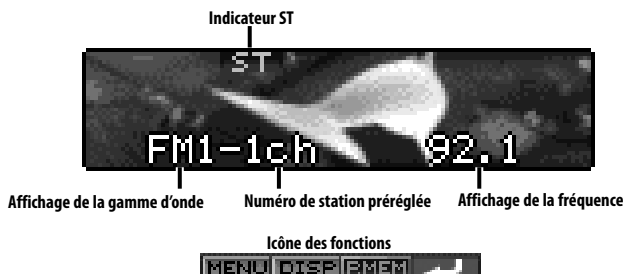 Indicateur ST
ST
FM1-1ch 92.1
Affichage de la gamme d'onde Numéro de station préréglée Affichage de la fréquence
Icône des fonctions
MENU DISP BMEM